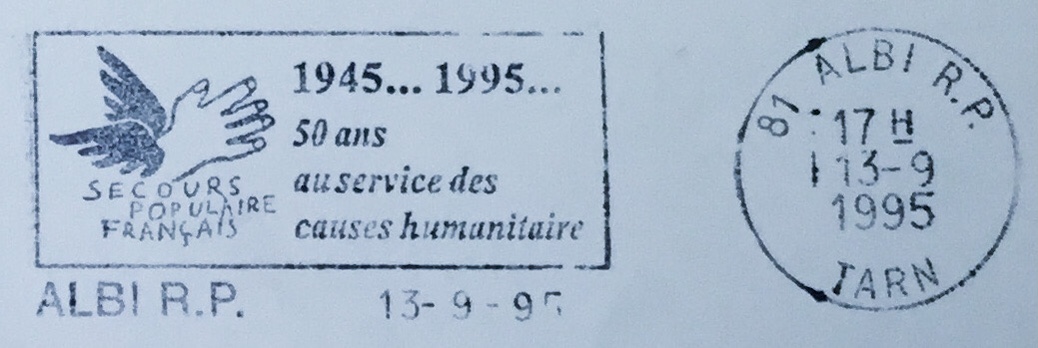 1945... 1995...
50 ans
au service des
causes humanitaire
SECOURS
POPULAIRE
FRANÇAIS
ALBI R.P. 13-9-95
81 ALBI R.P.
17 H
13-9
1995
TARN